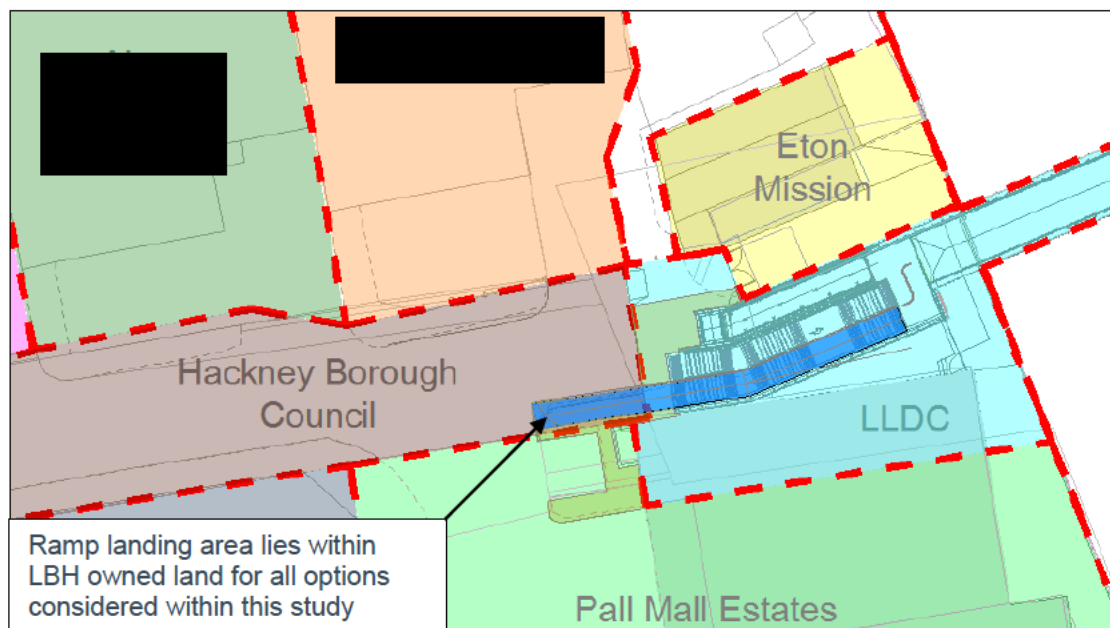 Eton
Mission
Hackney Borough
Council
LLDC
Ramp landing area lies within
LBH owned land for all options
considered within this study
Pall Mall Estates